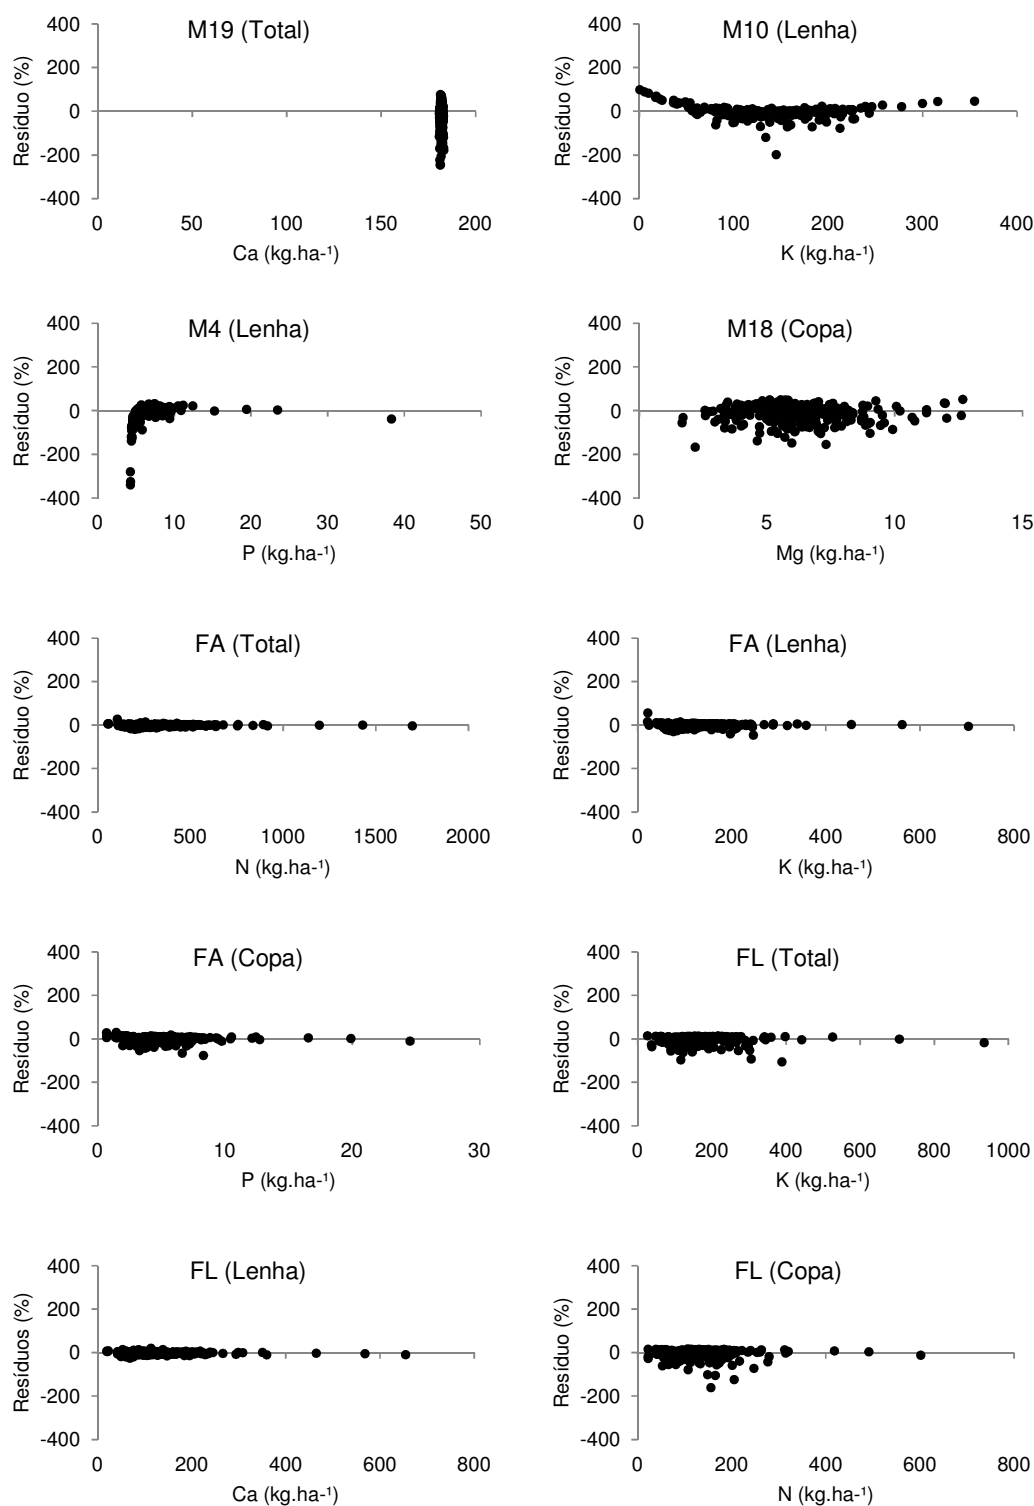 M19 (Total)
Resíduo (%)
400
200
0
-200
-400
0 50 100 150 200
Ca (kg.ha-¹)
M10 (Lenha)
Resíduo (%)
400
200
0
-200
-400
0 100 200 300 400
K (kg.ha-¹)
M4 (Lenha)
Resíduo (%)
400
200
0
-200
-400
0 10 20 30 40 50
P (kg.ha-¹)
M18 (Copa)
Resíduo (%)
400
200
0
-200
-400
0 5 10 15
Mg (kg.ha-¹)
FA (Total)
Resíduo (%)
400
200
0
-200
-400
0 500 1000 1500 2000
N (kg.ha-¹)
FA (Lenha)
Resíduo (%)
400
200
0
-200
-400
0 200 400 600 800
K (kg.ha-¹)
FA (Copa)
Resíduo (%)
400
200
0
-200
-400
0 10 20 30
P (kg.ha-¹)
FL (Total)
Resíduo (%)
400
200
0
-200
-400
0 200 400 600 800 1000
K (kg.ha-¹)
FL (Lenha)
Resíduos (%)
400
200
0
-200
-400
0 200 400 600 800
Ca (kg.ha-¹)
FL (Copa)
Resíduo (%)
400
200
0
-200
-400
0 200 400 600 800
N (kg.ha-¹)